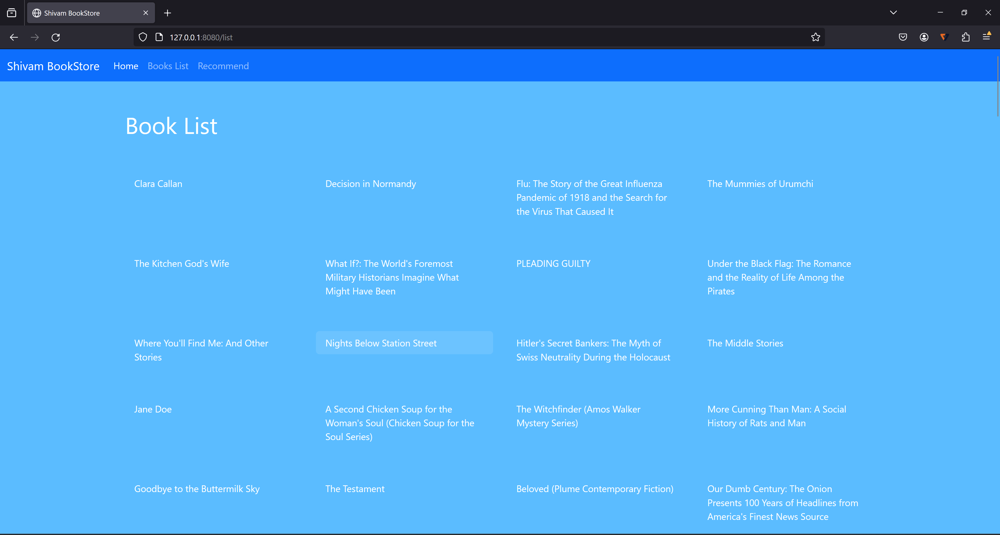 Shivam BookStore
127.0.0.1:8080/list
Shivam BookStore Home Books List Recommend
Book List
Clara Callan
Decision in Normandy
Flu: The Story of the Great Influenza
Pandemic of 1918 and the Search for
the Virus That Caused It
The Mummies of Urumchi
The Kitchen God's Wife
What If?: The World's Foremost
Military Historians Imagine What
Might Have Been
PLEADING GUILTY
Under the Black Flag: The Romance
and the Reality of Life Among the
Pirates
Where You'll Find Me: And Other
Stories
Nights Below Station Street
Hitler's Secret Bankers: The Myth of
Swiss Neutrality During the Holocaust
The Middle Stories
Jane Doe
A Second Chicken Soup for the
Woman's Soul (Chicken Soup for the
Soul Series)
The Witchfinder (Amos Walker
Mystery Series)
More Cunning Than Man: A Social
History of Rats and Man
Goodbye to the Buttermilk Sky
The Testament
Beloved (Plume Contemporary Fiction)
Our Dumb Century: The Onion
Presents 100 Years of Headlines from
America's Finest News Source